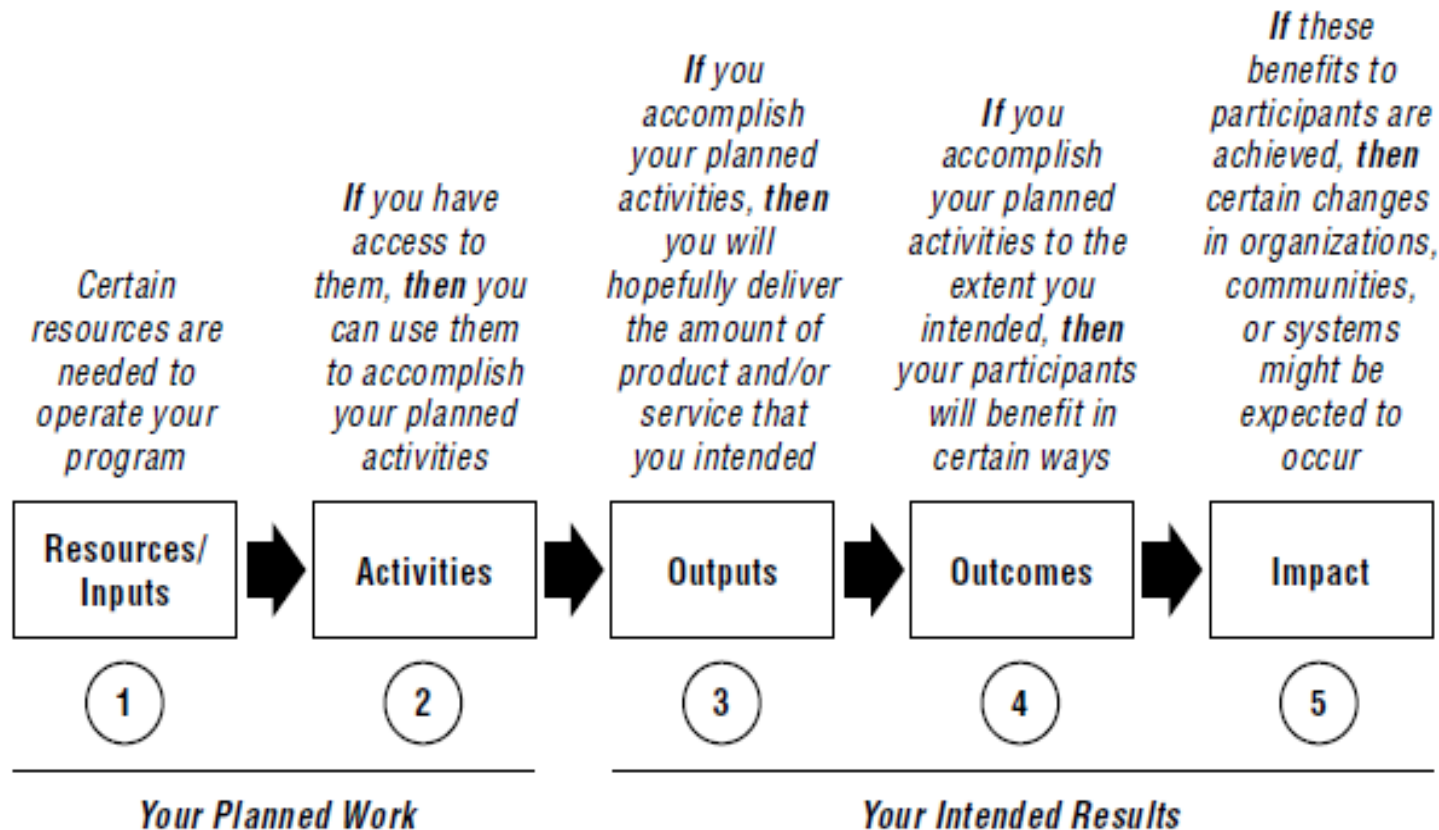 Certain
resources are
needed to
operate your
program
If you have
access to
them, then you
can use them
to accomplish
your planned
activities
If you
accomplish
your planned
activities, then
you will
hopefully deliver
the amount of
product and/or
service that
you intended
If you
accomplish
your planned
activities to the
extent you
intended, then
your participants
will benefit in
certain ways
If these
benefits to
participants are
achieved, then
certain changes
in organizations,
communities,
or systems
might be
expected to
occur
Resources/
Inputs
Activities
Outputs
Outcomes
Impact
1
2
3
4
5
Your Planned Work
Your Intended Results